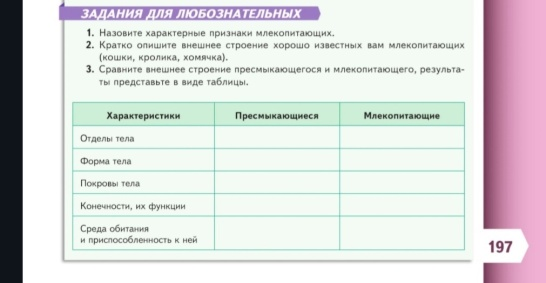 ЗАДАНИЯ ДЛЯ ЛЮБОЗНАТЕЛЬНЫХ
1. Назовите характерные признаки млекопитающих.
2. Кратко опишите внешнее строение хорошо известных вам млекопитающих
(кошки, кролика, хомячка).
3. Сравните внешнее строение пресмыкающегося и млекопитающего, результа-
ты представьте в виде таблицы.
Характеристики Пресмыкающиеся Млекопитающие
Отделы тела
Форма тела
Покровы тела
Конечности, их функции
Среда обитания
и приспособленность к ней
197